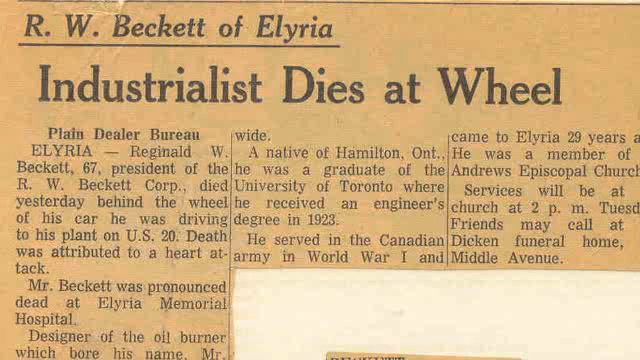 R. W. Beckett of Elyria
Industrialist Dies at Wheel
Plain Dealer Bureau
ELYRIA — Reginald W.
Beckett, 67, president of the
R. W. Beckett Corp., died
yesterday behind the wheel
of his car he was driving
to his plant on U.S. 20. Death
was attributed to a heart at-
tack.
Mr. Beckett was pronounced
dead at Elyria Memorial
Hospital.
Designer of the oil burner
which bore his name, Mr.
wide.
A native of Hamilton, Ont.,
he was a graduate of the
University of Toronto where
he received an engineer's
degree in 1923.
He served in the Canadian
army in World War I and
came to Elyria 29 years a
He was a member of
Andrews Episcopal Church
Services will be at
church at 2 p. m. Tuesd
Friends may call at
Dicken funeral home,
Middle Avenue.